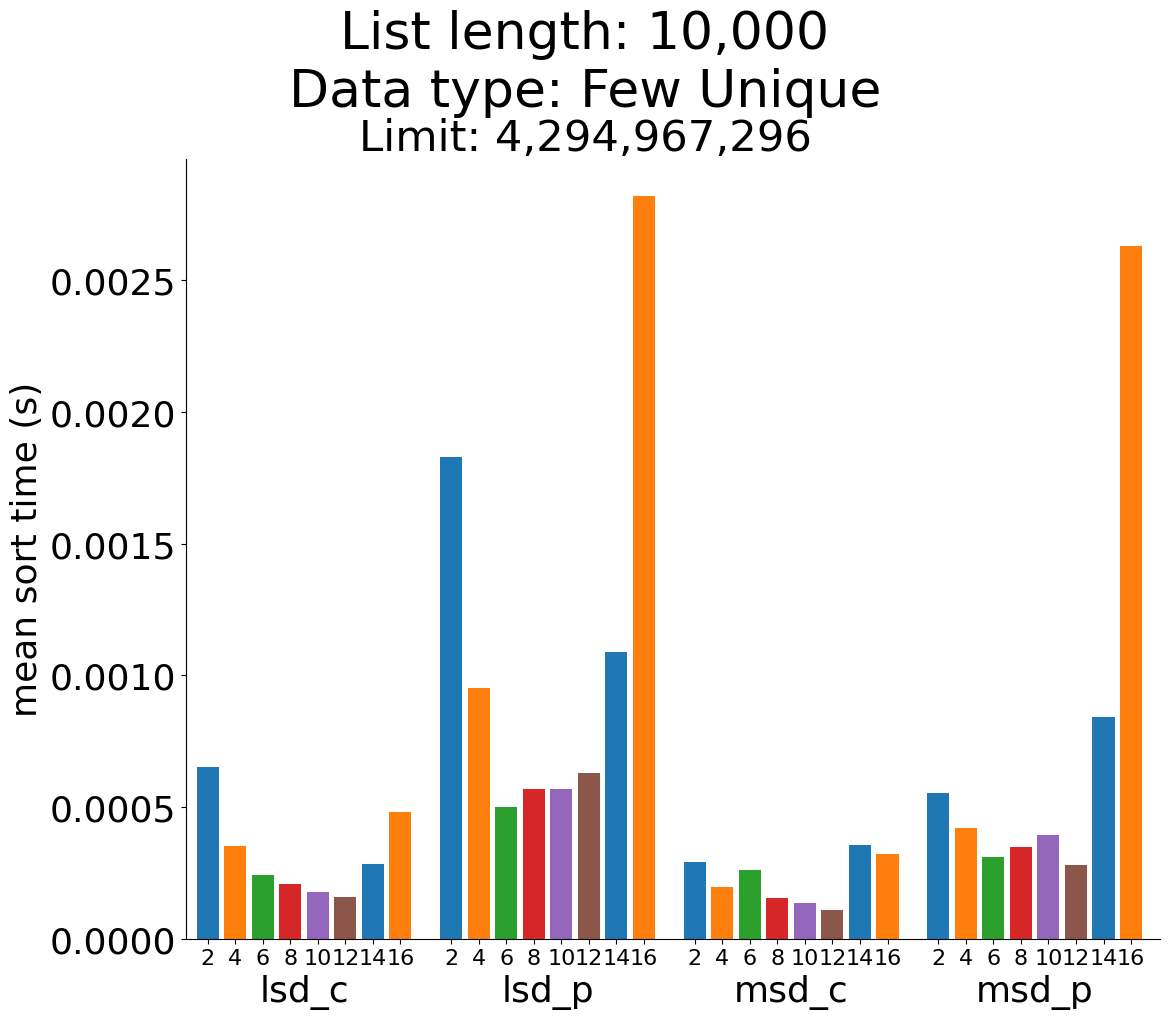 List length: 10,000
Data type: Few Unique
Limit: 4,294,967,296
mean sort time (s)
0.0025
0.0020
0.0015
0.0010
0.0005
0.0000
2 4 6 8 10 12 14 16 2 4 6 8 10 12 14 16 2 4 6 8 10 12 14 16 2 4 6 8 10 12 14 16
lsd_c lsd_p msd_c msd_p